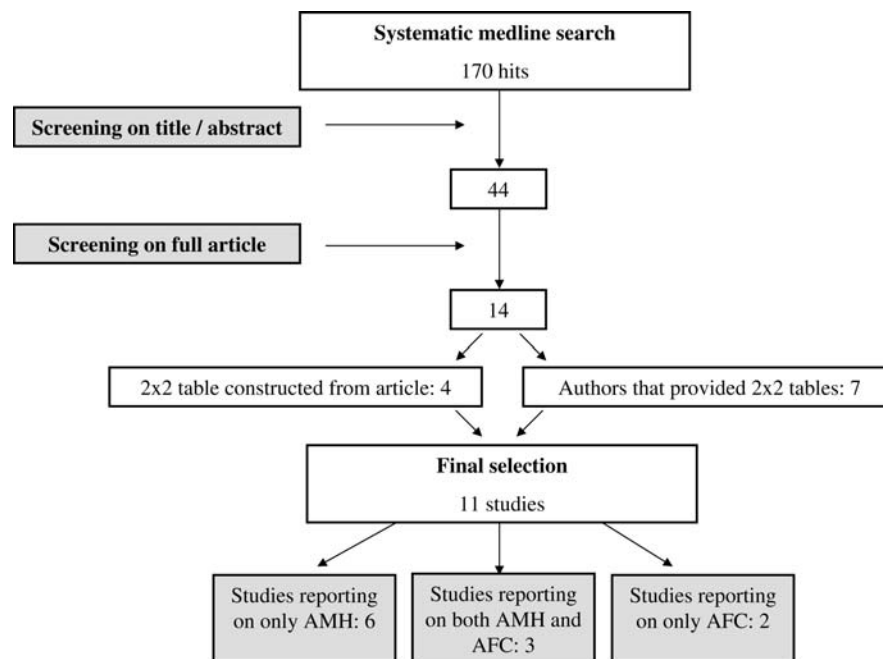 Systematic medline search
170 hits
Screening on title / abstract
44
Screening on full article
14
2x2 table constructed from article: 4
Authors that provided 2x2 tables: 7
Final selection
11 studies
Studies reporting
on only AMH: 6
Studies reporting
on both AMH and
AFC: 3
Studies reporting
on only AFC: 2